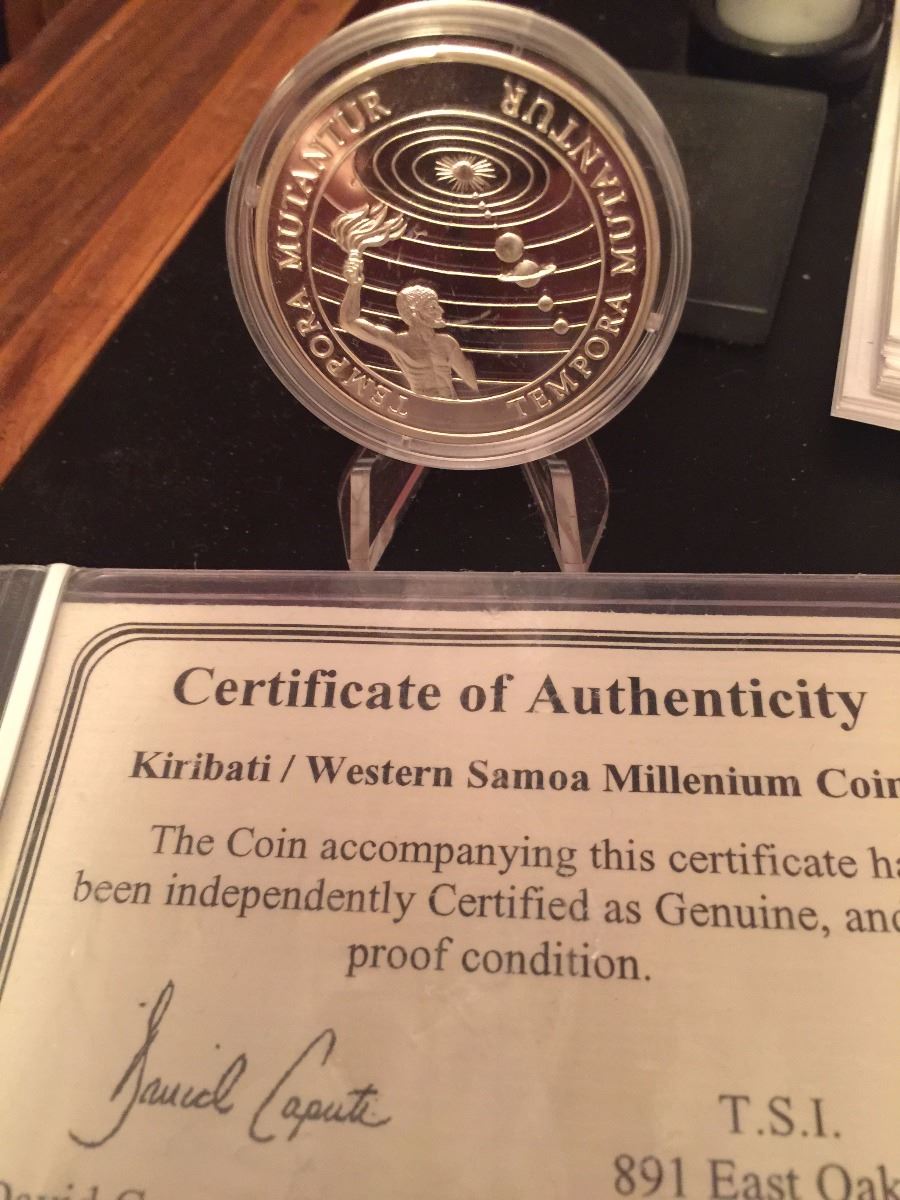 TEMPORA MUTANTUR
TEMPORA MUTANTUR
Certificate of Authenticity
Kiribati / Western Samoa Millenium Coin
The Coin accompanying this certificate ha
been independently Certified as Genuine, and
proof condition.
T.S.I.
891 East Oak